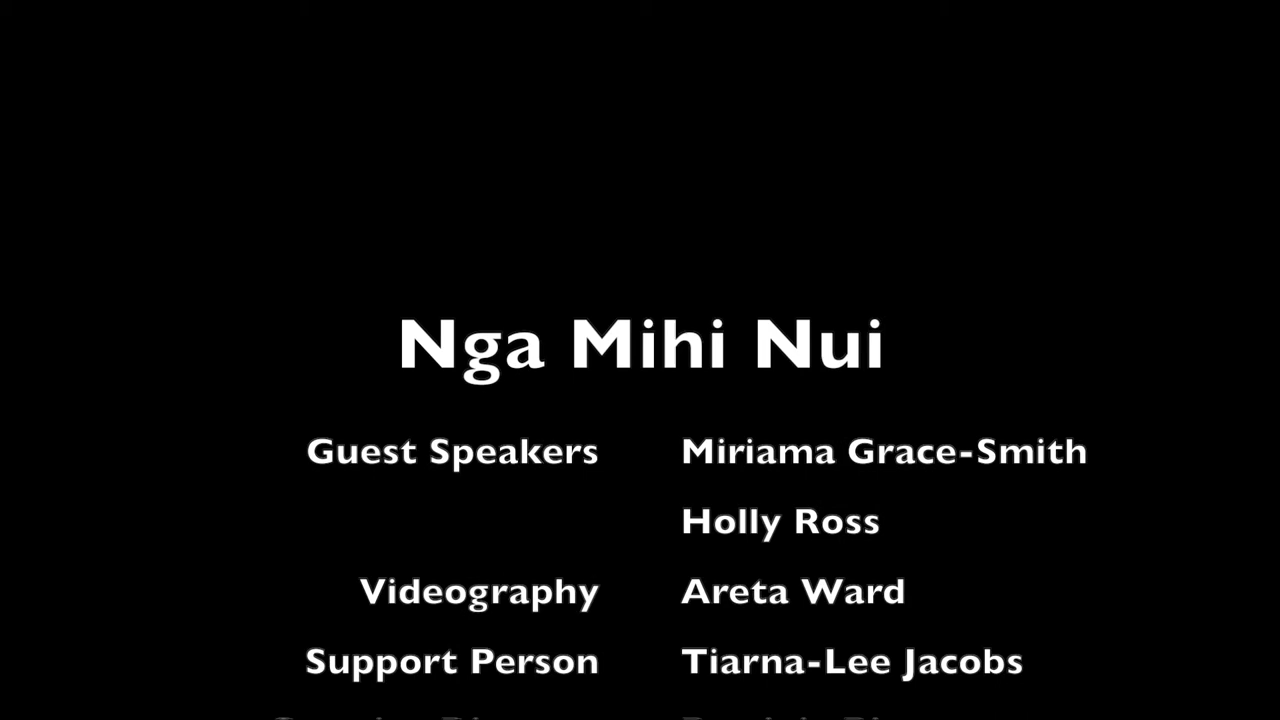 Nga Mihi Nui
Guest Speakers Miriama Grace-Smith
Holly Ross
Videography Areta Ward
Support Person Tiarna-Lee Jacobs